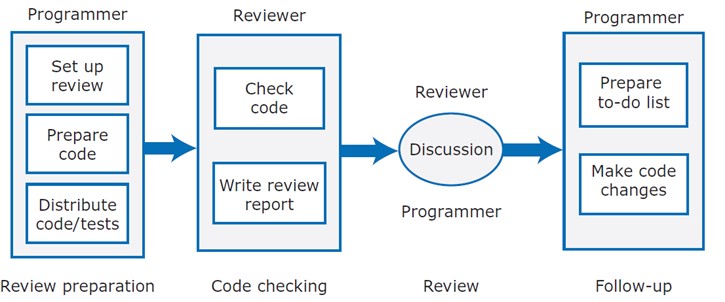 Programmer
Set up
review
Prepare
code
Distribute
code/tests
Review preparation
Reviewer
Check
code
Write review
report
Code checking
Reviewer
Discussion
Programmer
Review
Programmer
Prepare
to-do list
Make code
changes
Follow-up